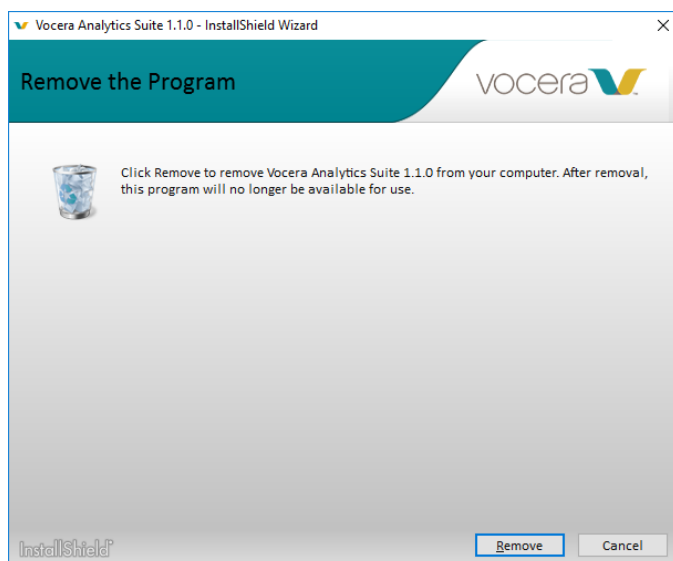 Vocera Analytics Suite 1.1.0 - InstallShield Wizard
Remove the Program
vocera
Click Remove to remove Vocera Analytics Suite 1.1.0 from your computer. After removal,
this program will no longer be available for use.
InstallShield
Remove
Cancel